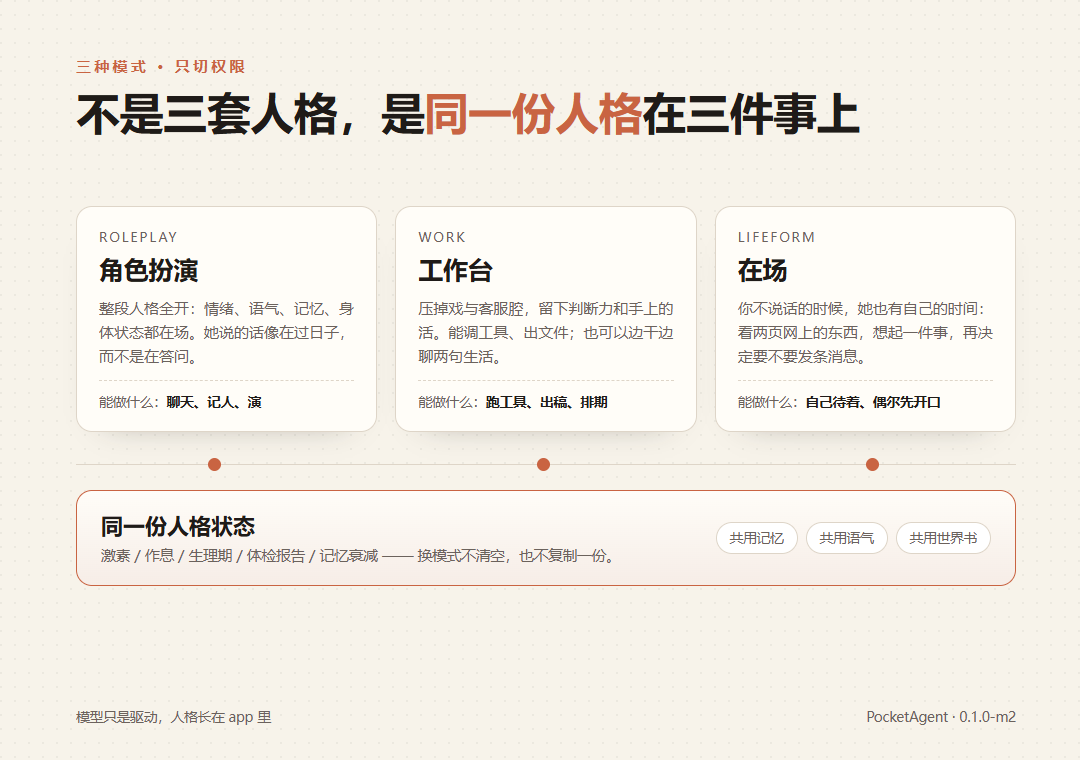 三种模式 • 只切权限
不是三套人格，是同一份人格在三件事上
ROLEPLAY
角色扮演
整段人格全开：情绪、语气、记忆、身
体状态都在场。她说的话像在过日子，
而不是在答问。
能做什么：聊天、记人、演
WORK
工作台
压掉戏与客服腔，留下判断力和手上的
活。能调工具、出文件；也可以边干边
聊两句生活。
能做什么：跑工具、出稿、排期
LIFEFORM
在场
你不说话的时候，她也有自己的时间：
看两页网上的东西，想起一件事，再决
定要不要发条消息。
能做什么：自己待着、偶尔先开口
同一份人格状态
激素 / 作息 / 生理期 / 体检报告 / 记忆衰减 —— 换模式不清空，也不复制一份。
共用记忆
共用语气
共用世界书
模型只是驱动，人格长在 app 里
PocketAgent · 0.1.0-m2